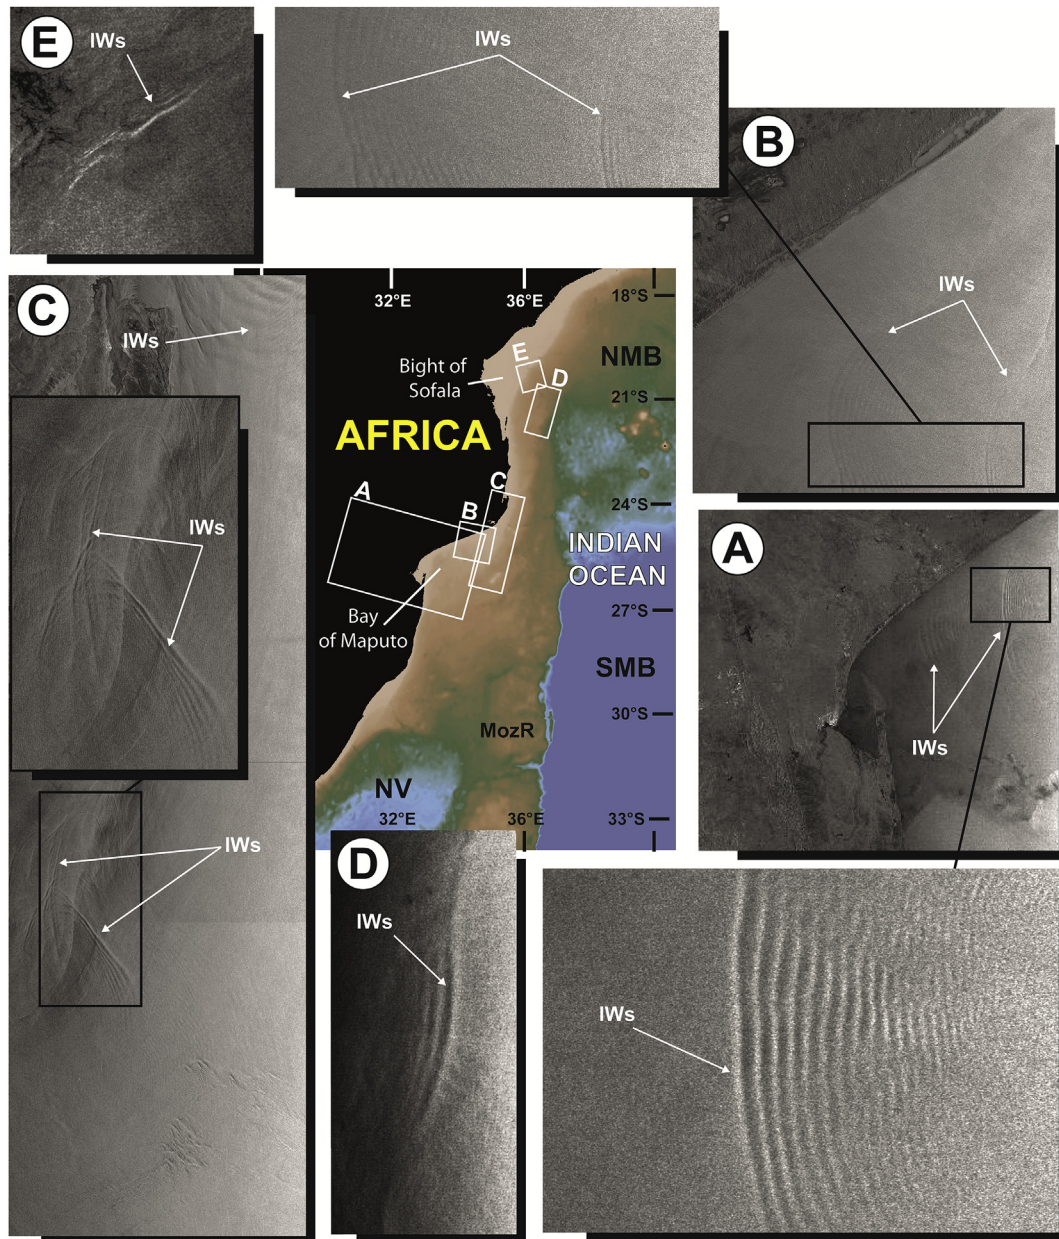 E
IWs
IWs
B
IWs
C
IWs
IWs
IWs
32°E
36°E
18°S
NMB
E
Bight of
Sofala
D
21°S
AFRICA
A
C
B
24°S
INDIAN
OCEAN
Bay
of Maputo
27°S
SMB
30°S
MozR
NV
32°E
36°E
33°S
A
IWs
D
IWs
IWs